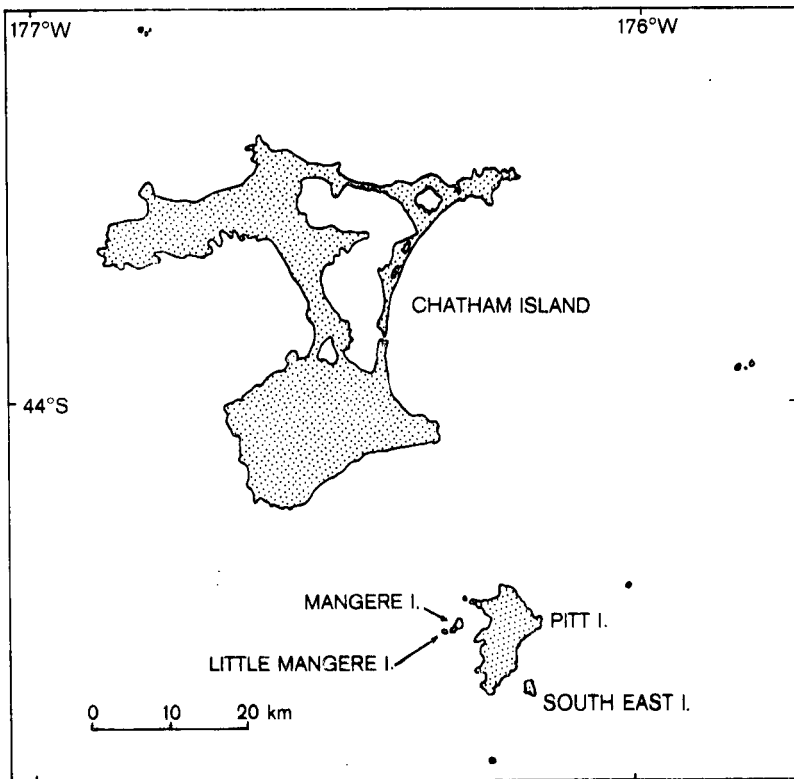 177°W
176°W
CHATHAM ISLAND
44°S
MANGERE I.
PITT I.
LITTLE MANGERE I.
SOUTH EAST I.
0 10 20 km